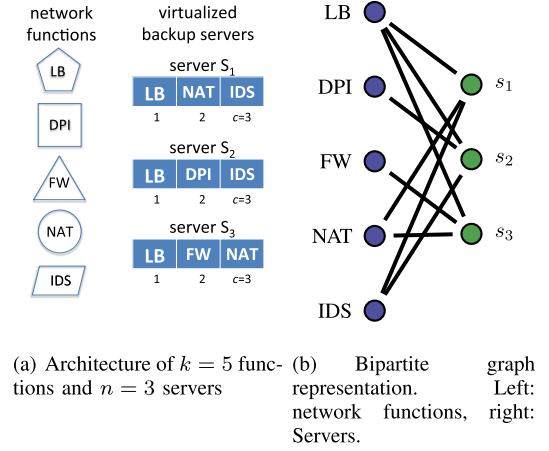 network
functions
virtualized
backup servers
LB
DPI
FW
NAT
IDS
server S1
LB NAT IDS
1 2 c=3
server S2
LB DPI IDS
1 2 c=3
server S3
LB FW NAT
1 2 c=3
LB
DPI
FW
NAT
IDS
s1
s2
s3
(a) Architecture of k = 5 func-
tions and n = 3 servers
(b) Bipartite graph
representation. Left:
network functions, right:
Servers.